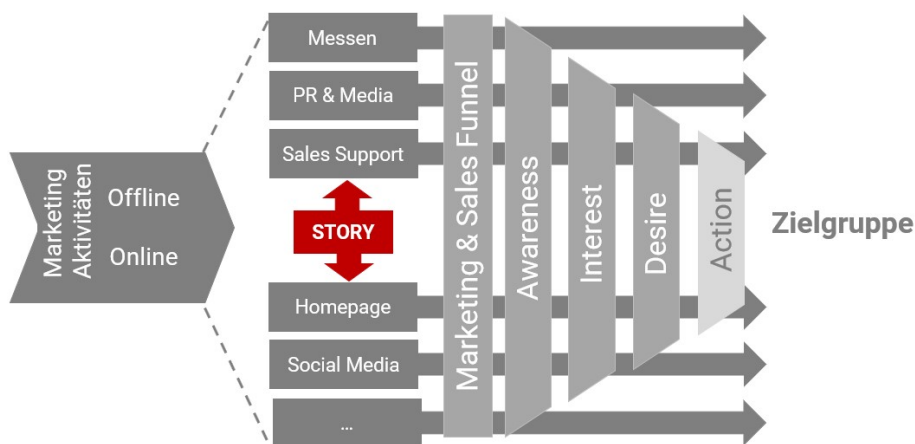 Marketing
Aktivitäten
Offline
Online
Messen
PR & Media
Sales Support
STORY
Homepage
Social Media
...
Marketing & Sales Funnel
Awareness
Interest
Desire
Action
Zielgruppe